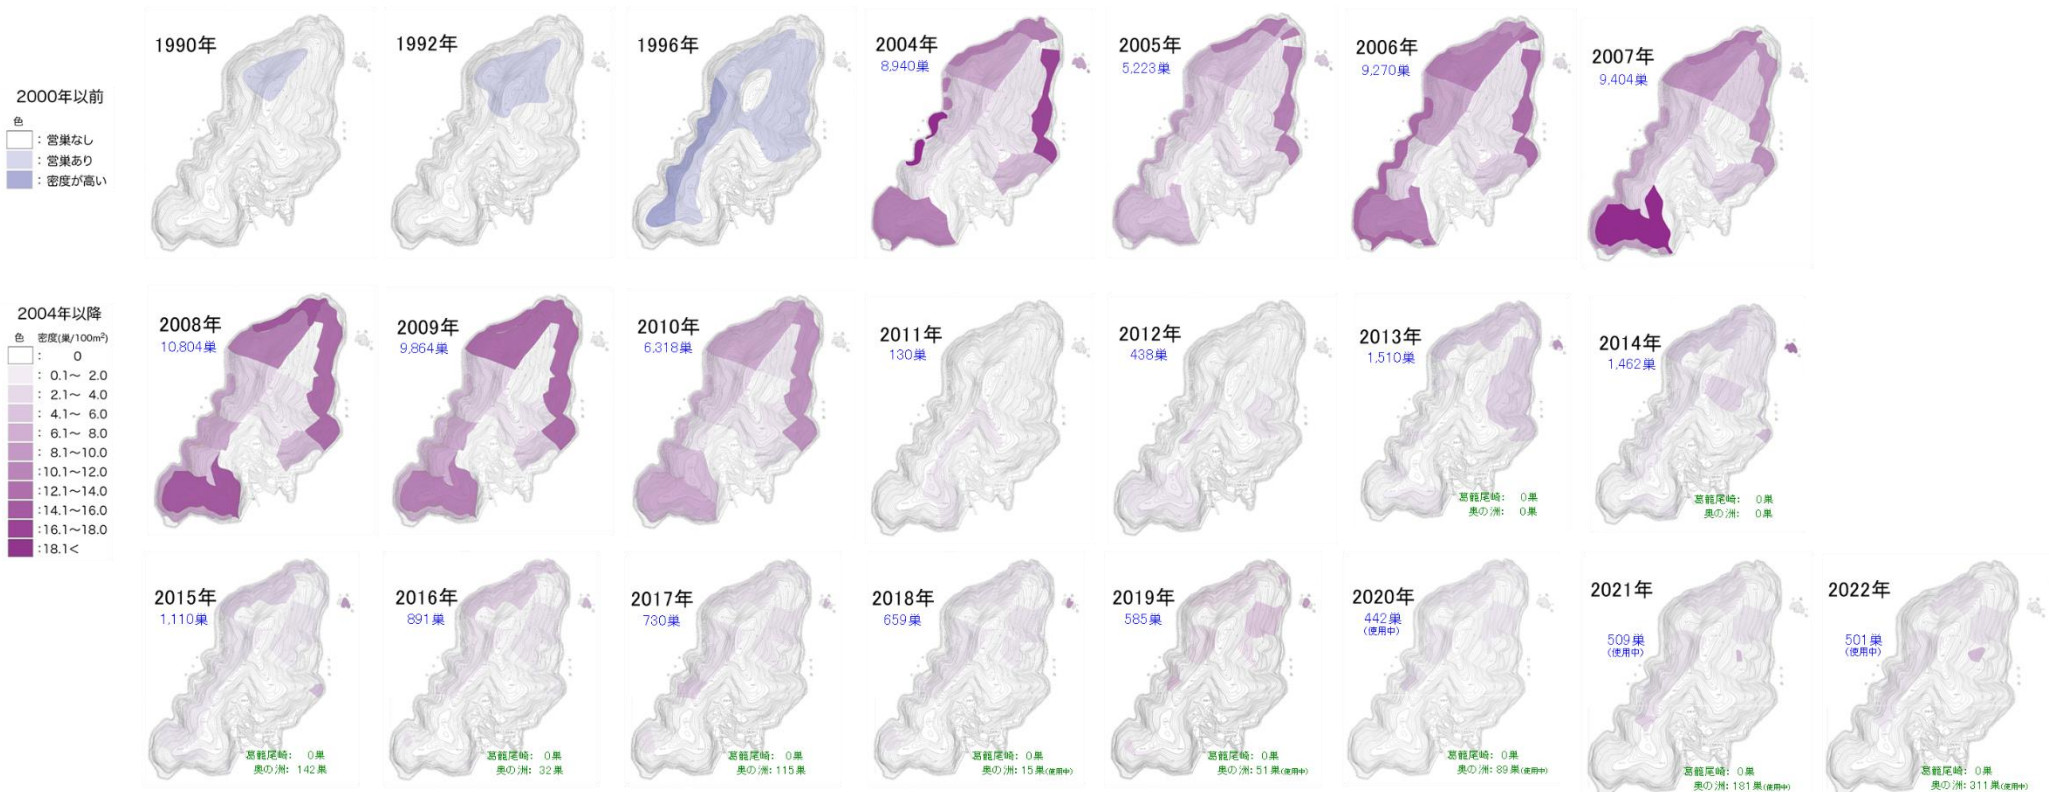 2000年以前
色
: 営巣なし
: 営巣あり
: 密度が高い
1990年
1992年
1996年
2004年
8,940巣
2005年
5,223巣
2006年
9,270巣
2007年
9,404巣
2004年以降
色 密度(巣/100m²)
: 0
: 0.1～ 2.0
: 2.1～ 4.0
: 4.1～ 6.0
: 6.1～ 8.0
: 8.1～10.0
:10.1～12.0
:12.1～14.0
:14.1～16.0
:16.1～18.0
:18.1<
2008年
10,804巣
2009年
9,864巣
2010年
6,318巣
2011年
130巣
2012年
438巣
2013年
1,510巣
葛籠尾崎: 0巣
奥の洲: 0巣
2014年
1,462巣
葛籠尾崎: 0巣
奥の洲: 0巣
2015年
1,110巣
葛籠尾崎: 0巣
奥の洲: 142巣
2016年
891巣
葛籠尾崎: 0巣
奥の洲: 32巣
2017年
730巣
葛籠尾崎: 0巣
奥の洲: 115巣
2018年
659巣
葛籠尾崎: 0巣
奥の洲: 15巣(使用中)
2019年
585巣
葛籠尾崎: 0巣
奥の洲: 51巣(使用中)
2020年
442巣
(使用中)
葛籠尾崎: 0巣
奥の洲: 89巣(使用中)
2021年
509巣
(使用中)
葛籠尾崎: 0巣
奥の洲: 181巣(使用中)
2022年
501巣
(使用中)
葛籠尾崎: 0巣
奥の洲: 311巣(使用中)